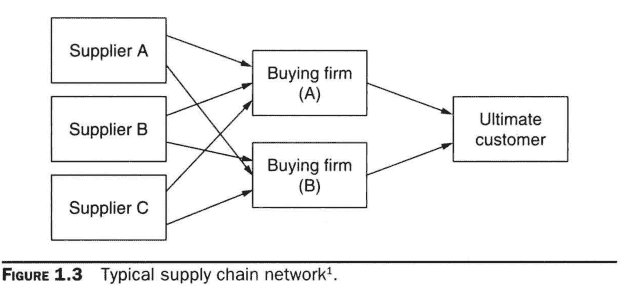 Supplier A
Supplier B
Supplier C
Buying firm
(A)
Buying firm
(B)
Ultimate
customer
FIGURE 1.3 Typical supply chain network¹.